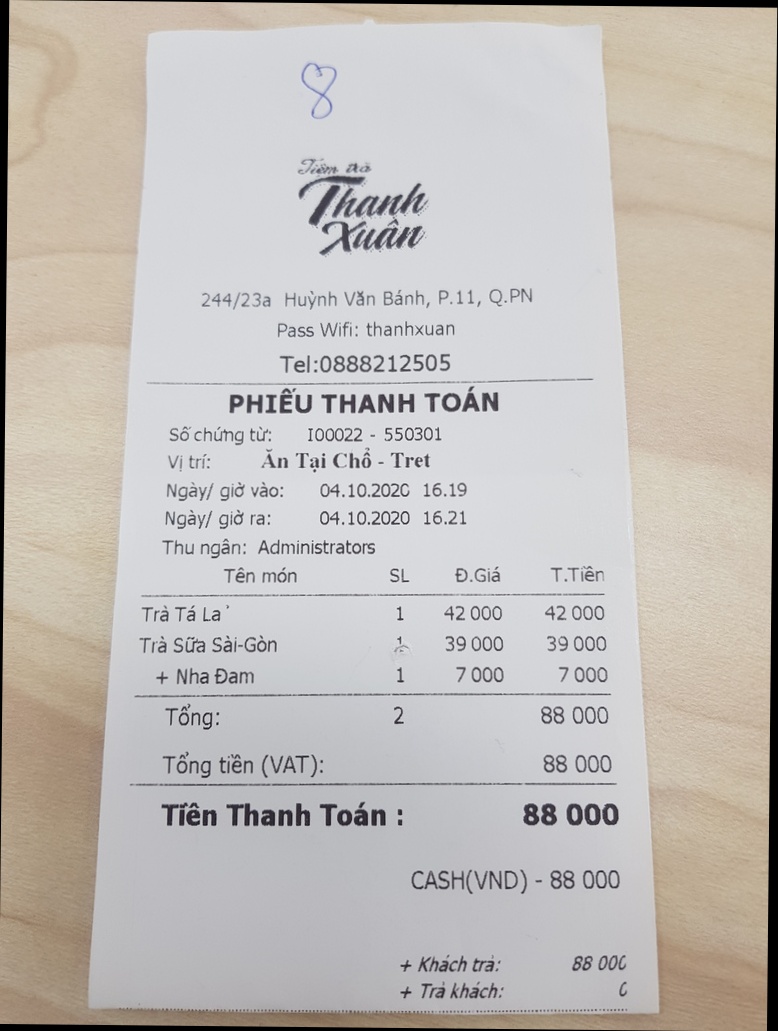 8
Tiệm trà
Thanh
Xuân
244/23a Huỳnh Văn Bánh, P.11, Q.PN
Pass Wifi: thanhxuan
Tel:0888212505
PHIẾU THANH TOÁN
Số chứng từ: I00022 - 550301
Vị trí: Ăn Tại Chổ - Tret
Ngày/ giờ vào: 04.10.2020 16.19
Ngày/ giờ ra: 04.10.2020 16.21
Thu ngân: Administrators
Tên món SL Đ.Giá T.Tiền
Trà Tá Lả 1 42 000 42 000
Trà Sữa Sài-Gòn 1 39 000 39 000
+ Nha Đam 1 7 000 7 000
Tổng: 2 88 000
Tổng tiền (VAT): 88 000
Tiền Thanh Toán : 88 000
CASH(VND) - 88 000
+ Khách trả: 88 000
+ Trả khách: 0